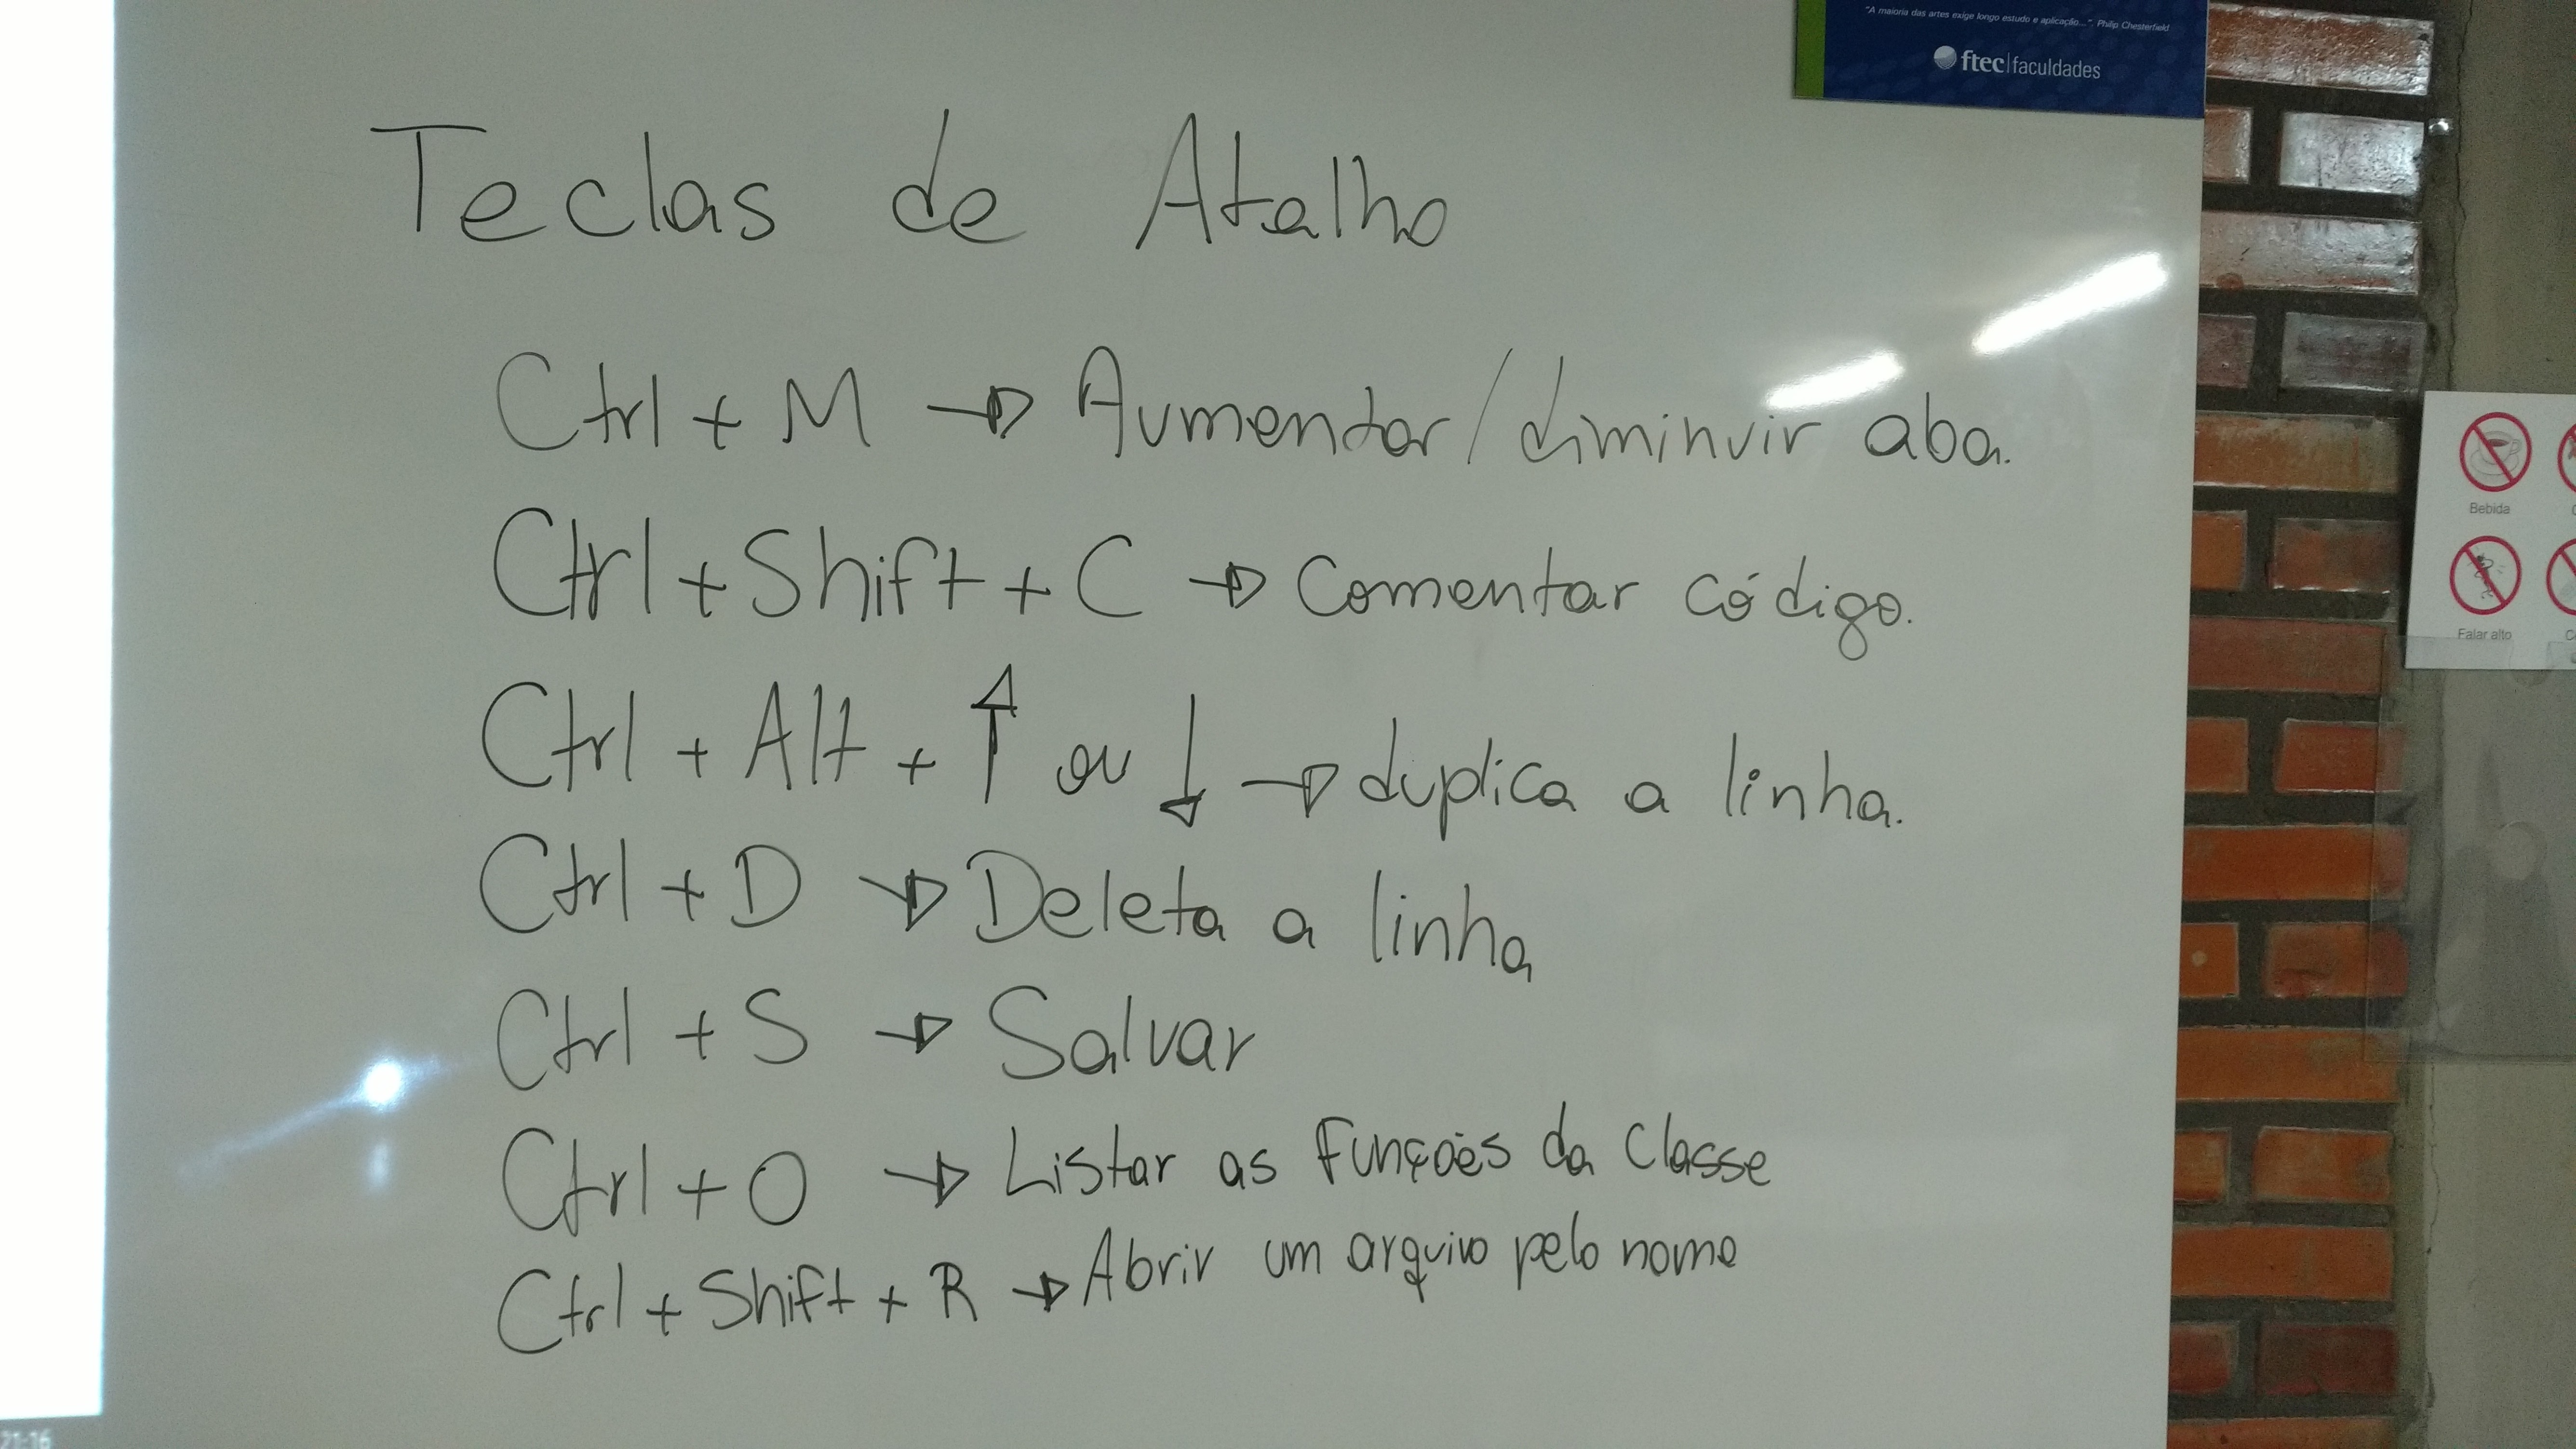 "A maioria das artes exige longo estudo e aplicação...". Philip Chesterfield
ftec|faculdades
Teclas de Atalho
Ctrl + M → Aumentar/diminuir aba.
Ctrl + Shift + C → Comentar código.
Ctrl + Alt + ↑ ou ↓ → duplica a linha.
Ctrl + D → Deleta a linha
Ctrl + S → Salvar
Ctrl + O → Listar as funções da classe
Ctrl + Shift + R → Abrir um arquivo pelo nome
Bebida
Falar alto
21:16